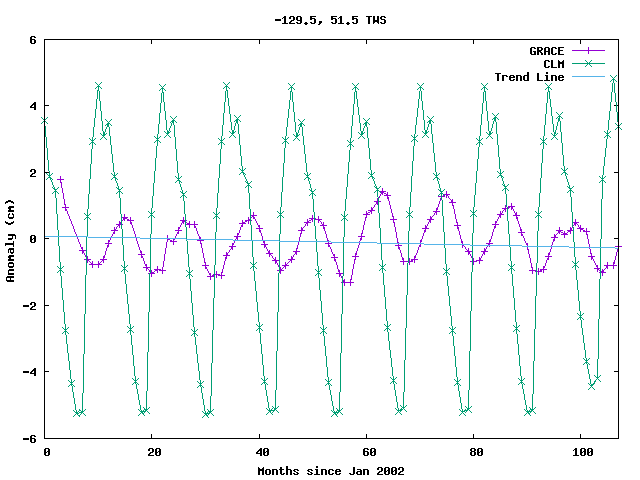 -129.5, 51.5 TWS
GRACE
CLM
Trend Line
6
4
2
0
-2
-4
-6
Anomaly (cm)
0 20 40 60 80 100
Months since Jan 2002